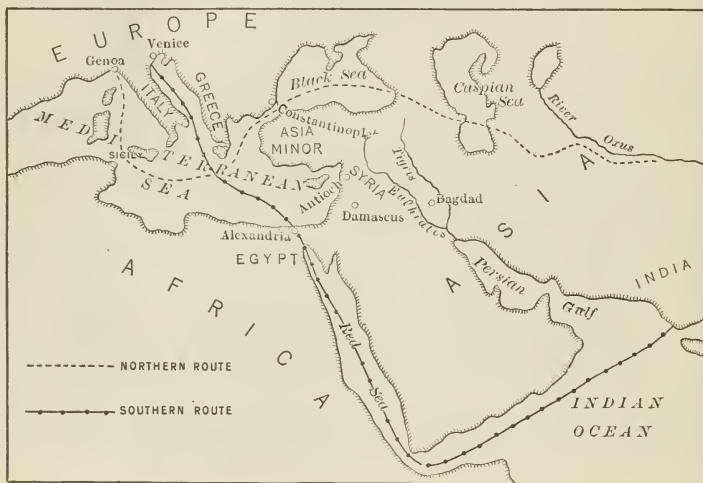 EUROPE
Venice
Genoa
ITALY
GREECE
Black Sea
Caspian
Sea
River Oxus
Constantinople
ASIA
MINOR
MEDITERRANEAN
SEA
SICILY
Antioch
SYRIA
Tigris
Euphrates
Bagdad
Damascus
ASIA
Alexandria
EGYPT
AFRICA
Persian Gulf
INDIA
Red Sea
NORTHERN ROUTE
SOUTHERN ROUTE
INDIAN
OCEAN